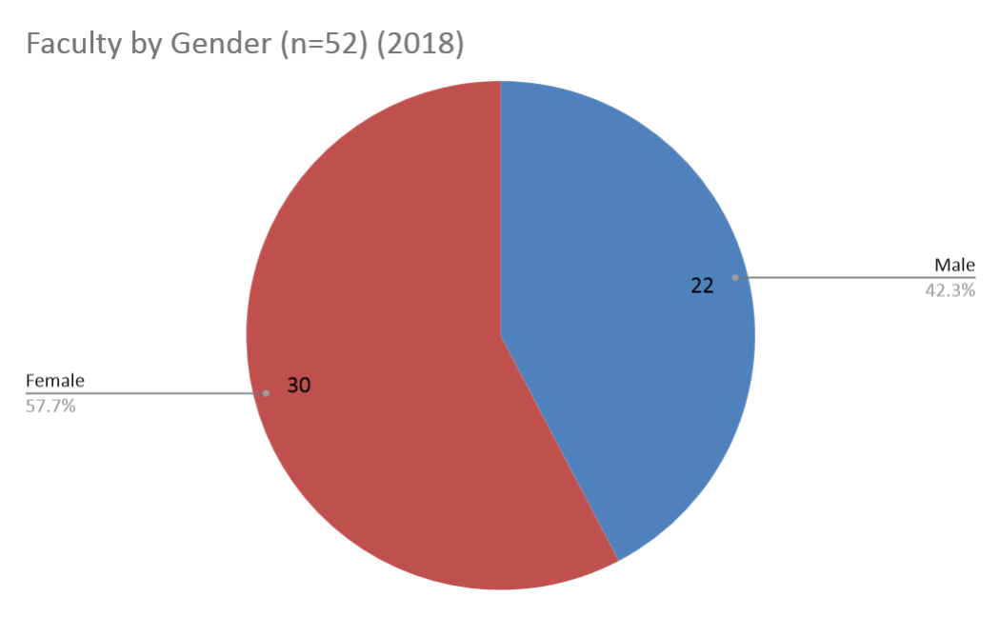 Faculty by Gender (n=52) (2018)
Male
22
42.3%
Female
30
57.7%